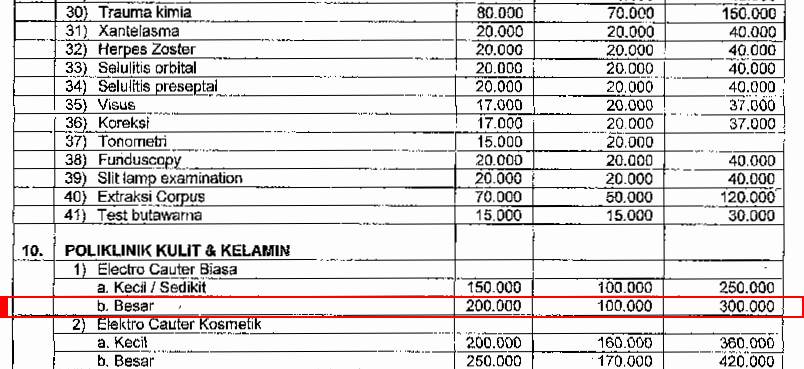 30) Trauma kimia 80.000 70.000 150.000
31) Xantelasma 20.000 20.000 40.000
32) Herpes Zoster 20.000 20.000 40.000
33) Selulitis orbital 20.000 20.000 40.000
34) Selulitis preseptal 20.000 20.000 40.000
35) Visus 17.000 20.000 37.000
36) Koreksi 17.000 20.000 37.000
37) Tonometri 15.000 20.000
38) Funduscopy 20.000 20.000 40.000
39) Slit lamp examination 20.000 20.000 40.000
40) Extraksi Corpus 70.000 50.000 120.000
41) Test butawarna 15.000 15.000 30.000
10. POLIKLINIK KULIT & KELAMIN
1) Electro Cauter Biasa
a. Kecil / Sedikit 150.000 100.000 250.000
b. Besar 200.000 100.000 300.000
2) Elektro Cauter Kosmetik
a. Kecil 200.000 160.000 360.000
b. Besar 250.000 170.000 420.000